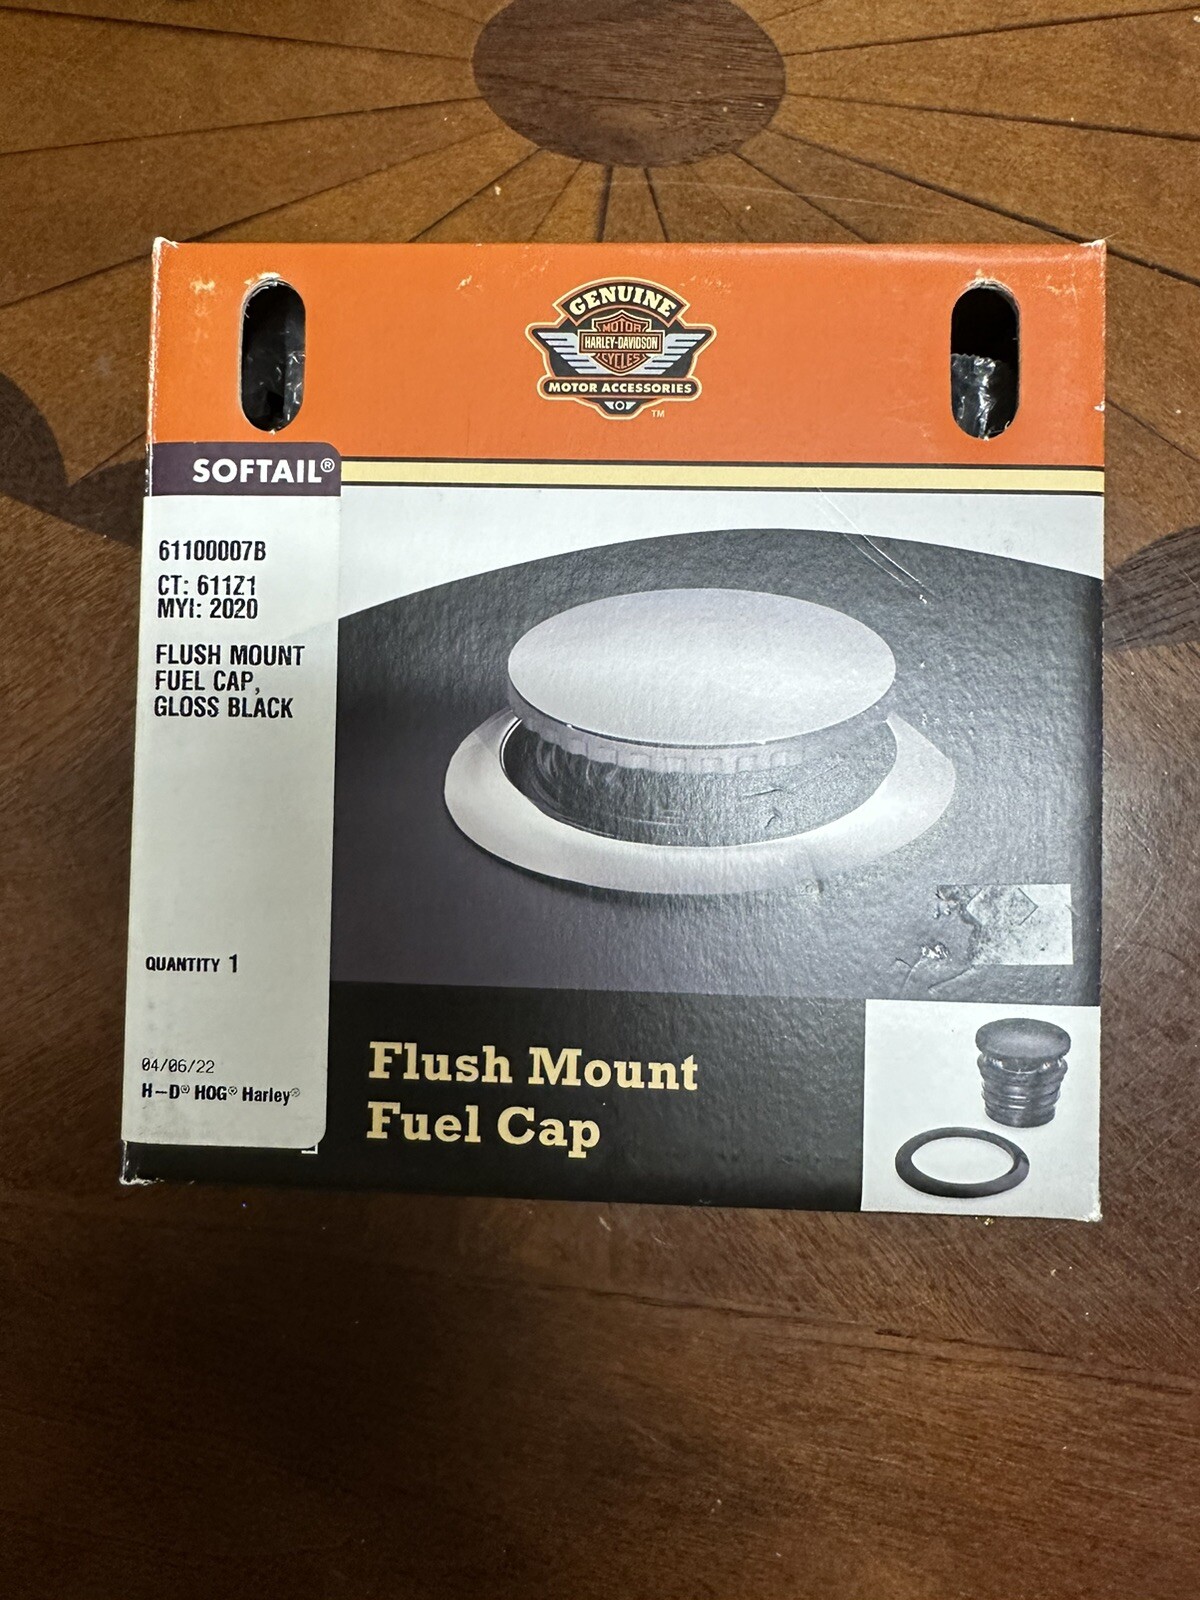 GENUINE
MOTOR
HARLEY-DAVIDSON
CYCLES
MOTOR ACCESSORIES
TM
SOFTAIL®
61100007B
CT: 611Z1
MYI: 2020
FLUSH MOUNT
FUEL CAP,
GLOSS BLACK
QUANTITY 1
04/06/22
H-D® HOG® Harley®
Flush Mount
Fuel Cap